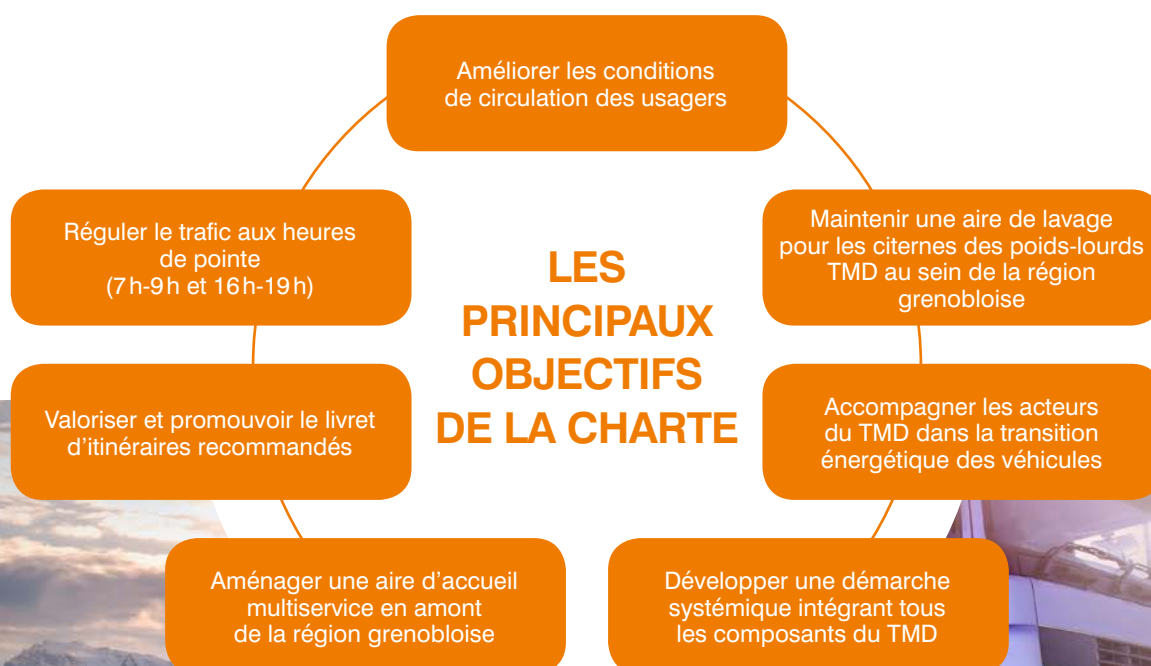 Améliorer les conditions
de circulation des usagers
Réguler le trafic aux heures
de pointe
(7h-9h et 16h-19h)
LES
PRINCIPAUX
OBJECTIFS
DE LA CHARTE
Maintenir une aire de lavage
pour les citernes des poids-lourds
TMD au sein de la région
grenobloise
Valoriser et promouvoir le livret
d’itinéraires recommandés
Accompagner les acteurs
du TMD dans la transition
énergétique des véhicules
Aménager une aire d’accueil
multiservice en amont
de la région grenobloise
Développer une démarche
systémique intégrant tous
les composants du TMD